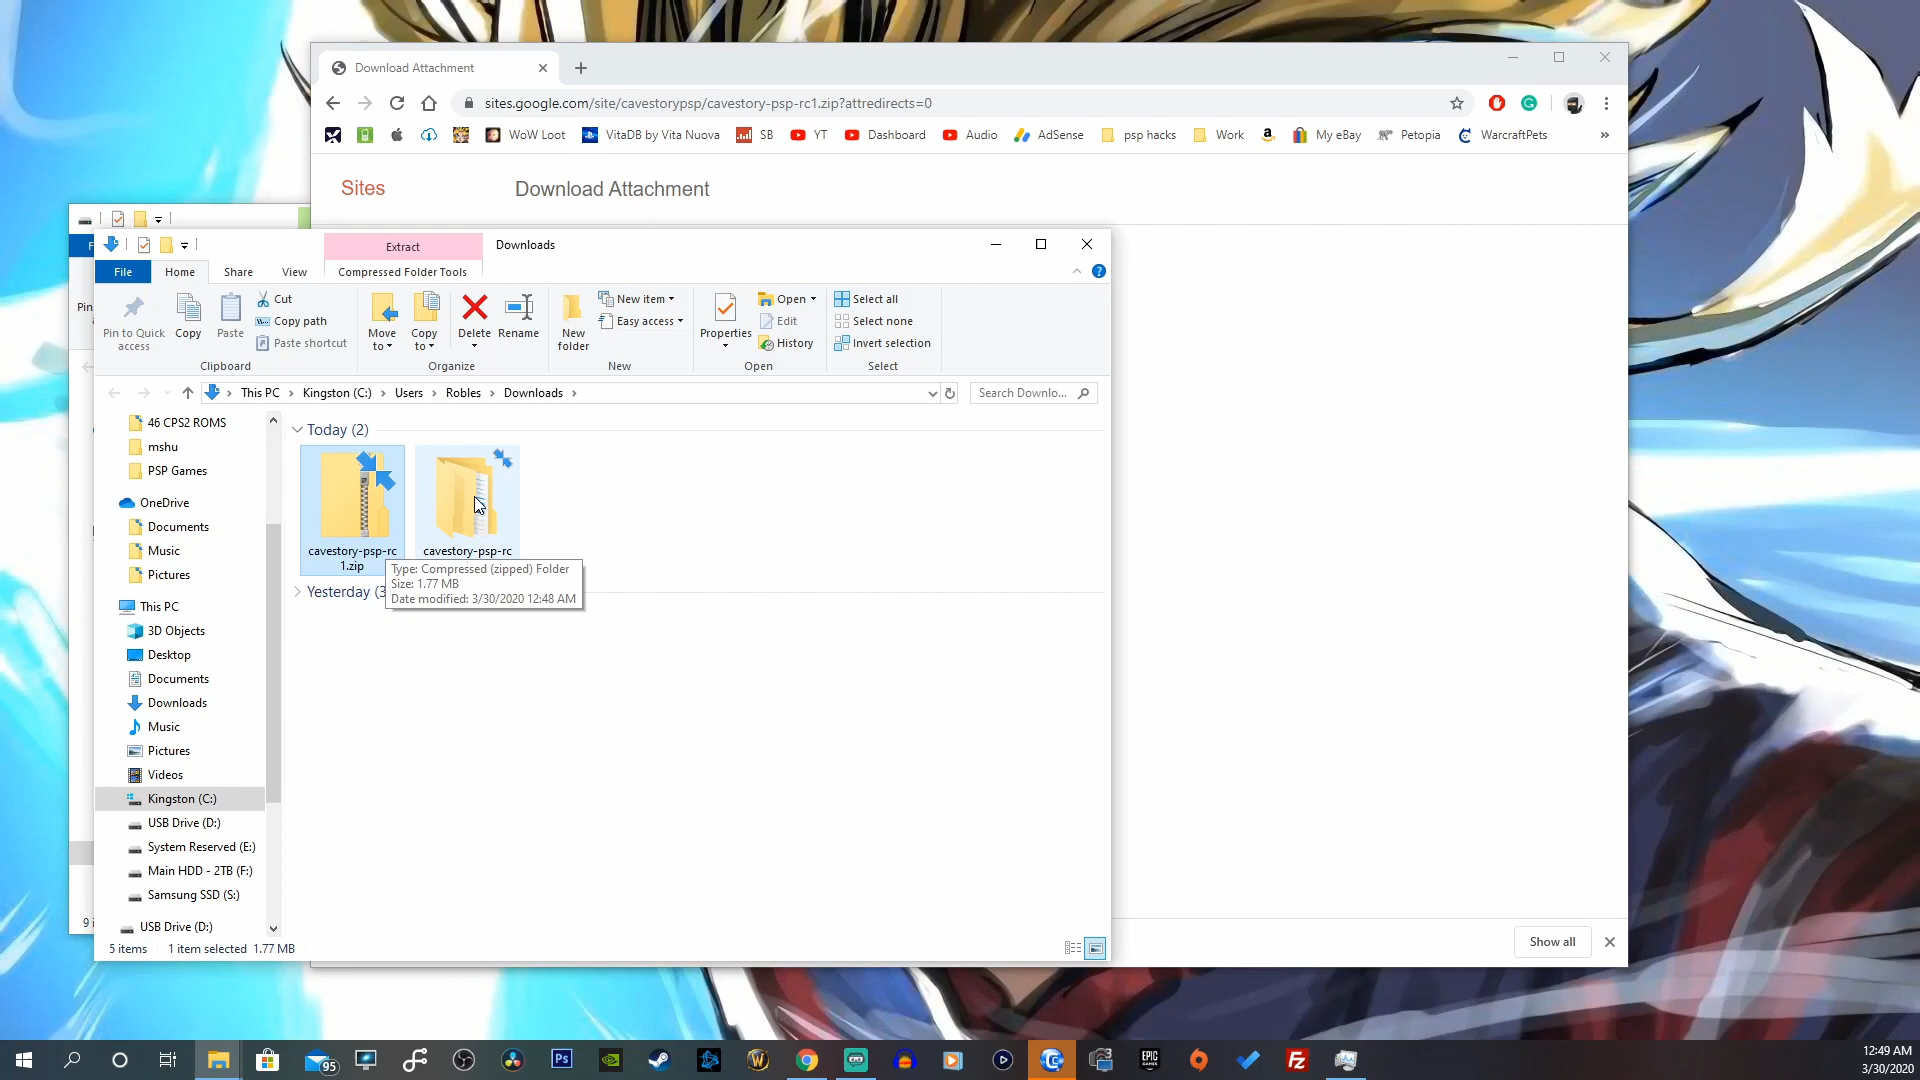 Download Attachment
sites.google.com/site/cavestorypsp/cavestory-psp-rc1.zip?attredirects=0
WoW Loot
VitaDB by Vita Nuova
SB
YT
Dashboard
Audio
AdSense
psp hacks
Work
My eBay
Petopia
WarcraftPets
Sites
Download Attachment
Extract
Downloads
File
Home
Share
View
Compressed Folder Tools
Pin to Quick
access
Copy
Paste
Cut
Copy path
Paste shortcut
Clipboard
Move
to
Copy
to
Delete
Rename
Organize
New
folder
New item
Easy access
New
Properties
Open
Edit
History
Open
Select all
Select none
Invert selection
Select
Pin
This PC
Kingston (C:)
Users
Robles
Downloads
Search Downlo...
46 CPS2 ROMS
mshu
PSP Games
OneDrive
Documents
Music
Pictures
This PC
3D Objects
Desktop
Documents
Downloads
Music
Pictures
Videos
Kingston (C:)
USB Drive (D:)
System Reserved (E:)
Main HDD - 2TB (F:)
Samsung SSD (S:)
USB Drive (D:)
Today (2)
cavestory-psp-rc
1.zip
cavestory-psp-rc
Type: Compressed (zipped) Folder
Size: 1.77 MB
Date modified: 3/30/2020 12:48 AM
Yesterday (3
5 items
1 item selected 1.77 MB
9 i
Show all
95
Ps
EPIC
GAMES
Fz
12:49 AM
3/30/2020